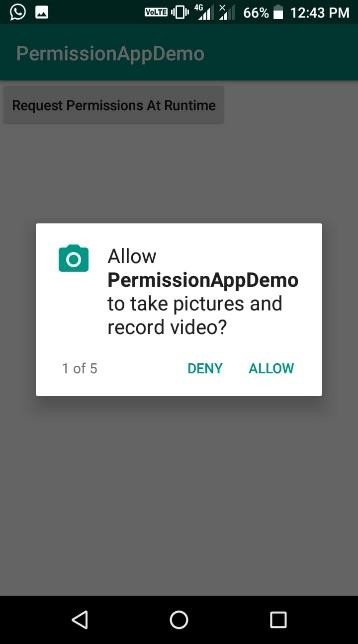 VoLTE 4G 66% 12:43 PM
PermissionAppDemo
Request Permissions At Runtime
Allow
PermissionAppDemo
to take pictures and
record video?
1 of 5 DENY ALLOW